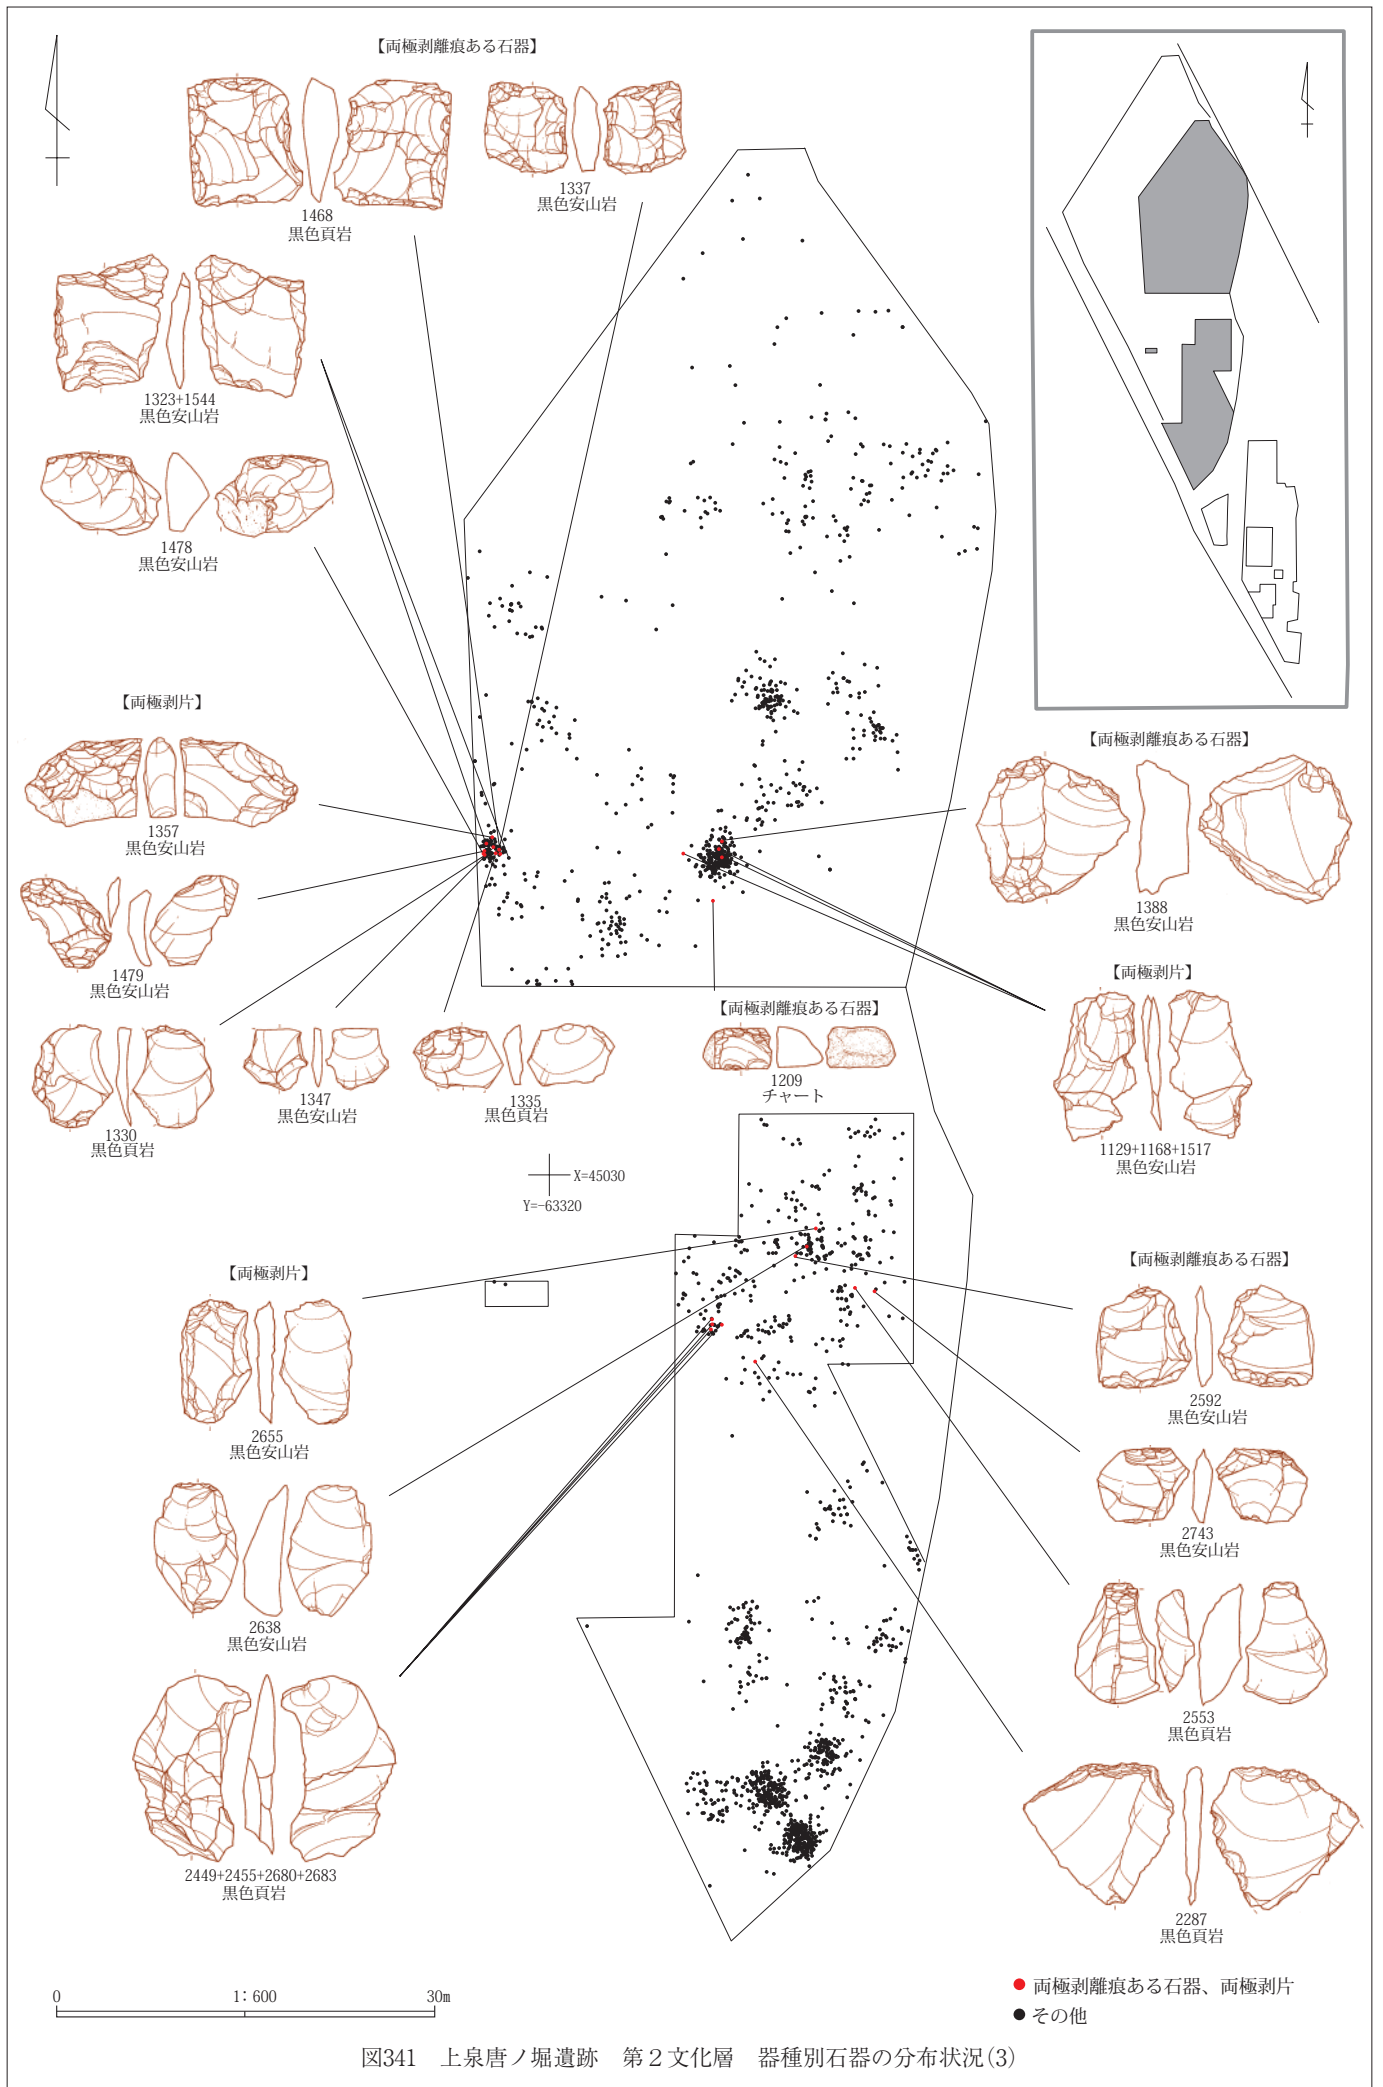 【両極剥離痕ある石器】
1468
黒色頁岩
1337
黒色安山岩
1323+1544
黒色安山岩
1478
黒色安山岩
【両極剥片】
1357
黒色安山岩
1479
黒色安山岩
1330
黒色頁岩
1347
黒色安山岩
1335
黒色頁岩
【両極剥離痕ある石器】
1209
チャート
【両極剥離痕ある石器】
1388
黒色安山岩
【両極剥片】
1129+1168+1517
黒色安山岩
X=45030
Y=-63320
【両極剥片】
2655
黒色安山岩
2638
黒色安山岩
2449+2455+2680+2683
黒色頁岩
【両極剥離痕ある石器】
2592
黒色安山岩
2743
黒色安山岩
2553
黒色頁岩
2287
黒色頁岩
両極剥離痕ある石器、両極剥片
その他
0 1:600 30m
図341 上泉唐ノ堀遺跡 第2文化層 器種別石器の分布状況(3)